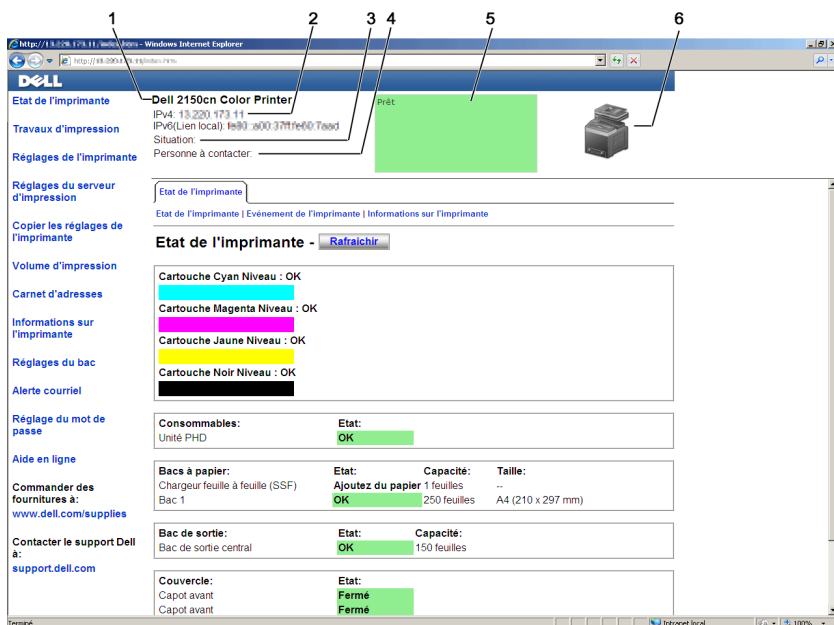 1 2 3 4 5 6
- Windows Internet Explorer
DELL
Etat de l'imprimante
Travaux d'impression
Réglages de l'imprimante
Réglages du serveur
d'impression
Copier les réglages de
l'imprimante
Volume d'impression
Carnet d'adresses
Informations sur
l'imprimante
Réglages du bac
Alerte courriel
Réglage du mot de
passe
Aide en ligne
Commander des
fournitures à:
www.dell.com/supplies
Contacter le support Dell
à:
support.dell.com
Dell 2150cn Color Printer
IPv4:
IPv6(Lien local):
Situation:
Personne à contacter:
Prêt
Etat de l'imprimante
Etat de l'imprimante | Evénement de l'imprimante | Informations sur l'imprimante
Etat de l'imprimante - Rafraichir
Cartouche Cyan Niveau : OK
Cartouche Magenta Niveau : OK
Cartouche Jaune Niveau : OK
Cartouche Noir Niveau : OK
Consommables: Etat:
Unité PHD OK
Bacs à papier: Etat: Capacité: Taille:
Chargeur feuille à feuille (SSF) Ajoutez du papier 1 feuilles --
Bac 1 OK 250 feuilles A4 (210 x 297 mm)
Bac de sortie: Etat: Capacité:
Bac de sortie central OK 150 feuilles
Couvercle: Etat:
Capot avant Fermé
Capot avant Fermé
Terminé Intranet local 100%